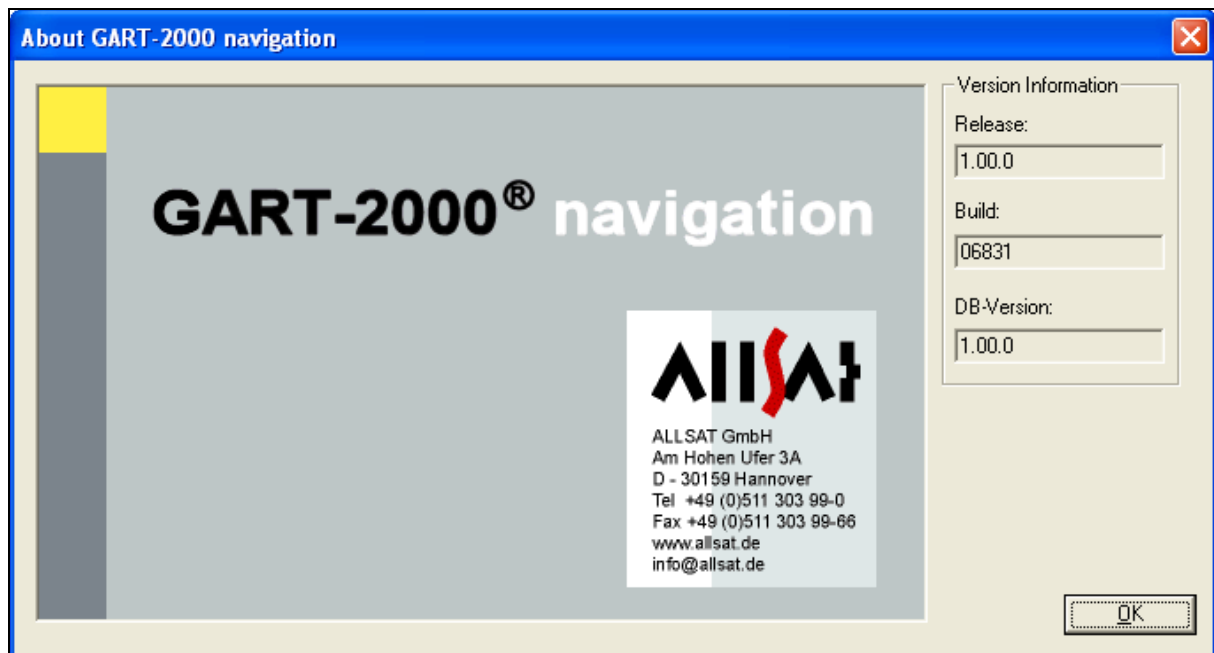 About GART-2000 navigation
GART-2000® navigation
ALLSAT
ALLSAT GmbH
Am Hohen Ufer 3A
D - 30159 Hannover
Tel +49 (0)511 303 99-0
Fax +49 (0)511 303 99-66
www.allsat.de
info@allsat.de
Version Information
Release:
1.00.0
Build:
06831
DB-Version:
1.00.0
OK